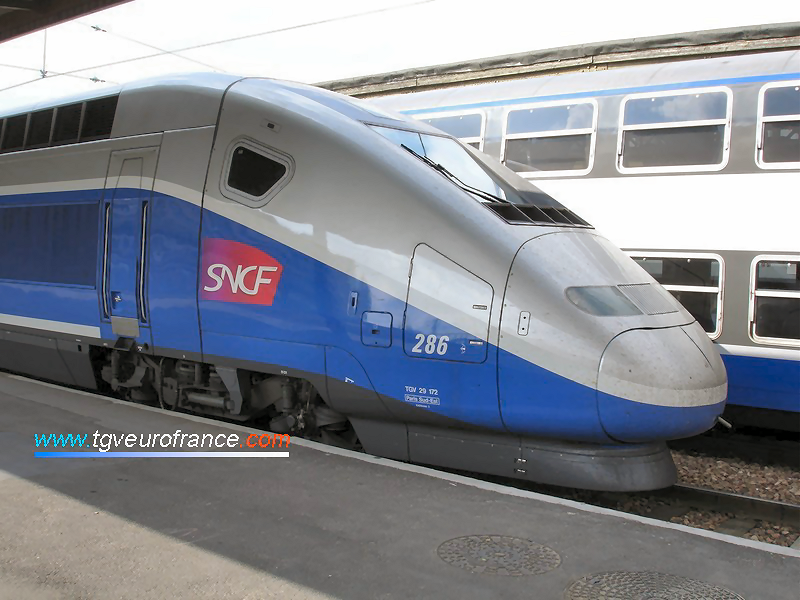 SNCF
286
TGV 29 172
Paris Sud-Est
www.tgveurofrance.com